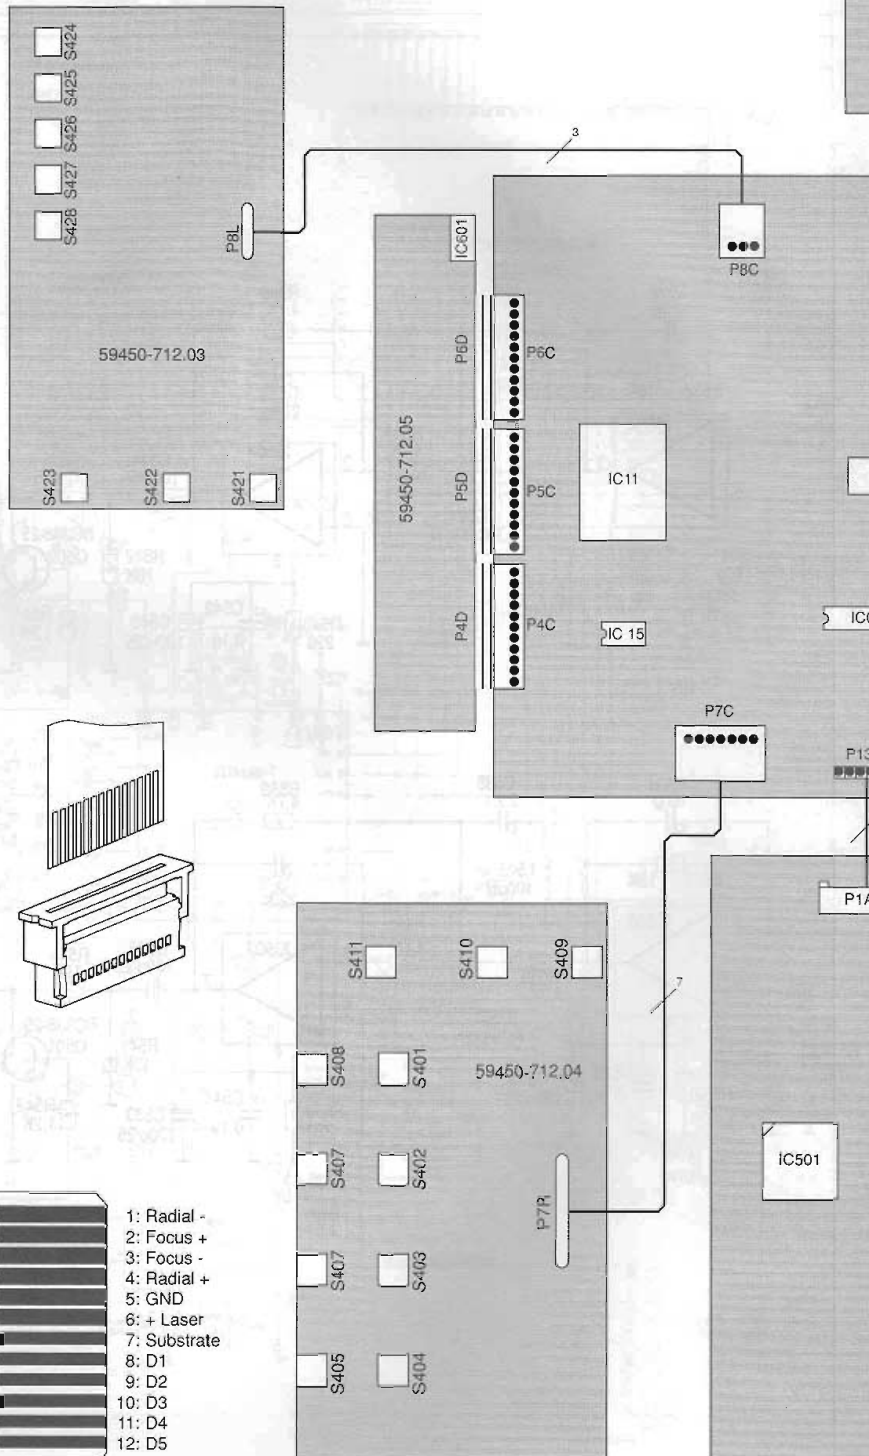 S424
S425
S426
S427
S428
P8L
59450-712.03
S423
S422
S421
3
IC601
P8C
P6D
P6C
59450-712.05
P5D
P5C
IC11
P4D
P4C
IC 15
P7C
P13
P1A
S411
S410
S409
7
S408
S401
59450-712.04
S407
S402
P7R
IC501
S407
S403
S405
S404
1: Radial -
2: Focus +
3: Focus -
4: Radial +
5: GND
6: + Laser
7: Substrate
8: D1
9: D2
10: D3
11: D4
12: D5